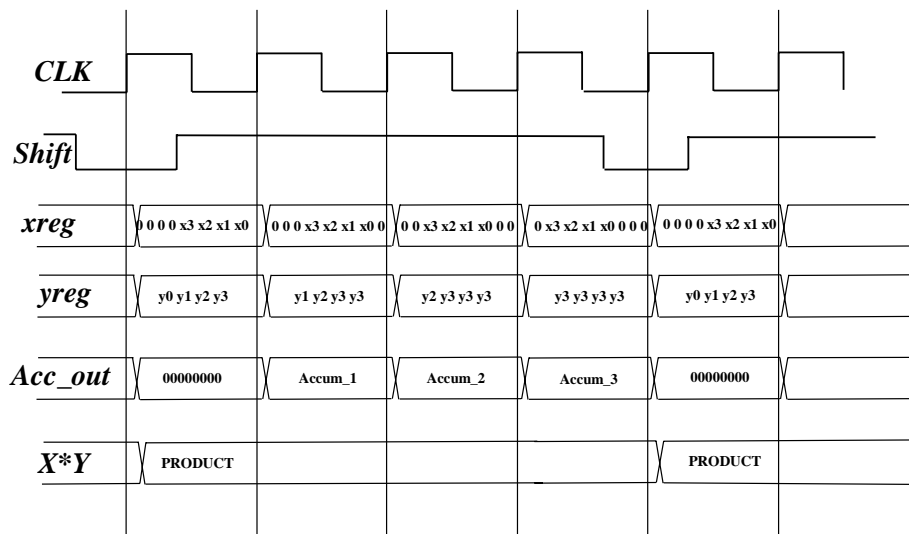 CLK
Shift
xreg 0 0 0 0 x3 x2 x1 x0 0 0 0 x3 x2 x1 x0 0 0 0 x3 x2 x1 x0 0 0 0 x3 x2 x1 x0 0 0 0 0 0 0 0 x3 x2 x1 x0
yreg y0 y1 y2 y3 y1 y2 y3 y3 y2 y3 y3 y3 y3 y3 y3 y3 y0 y1 y2 y3
Acc_out 00000000 Accum_1 Accum_2 Accum_3 00000000
X*Y PRODUCT PRODUCT